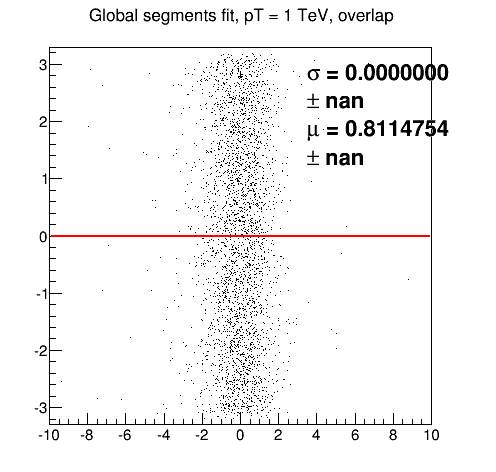 Global segments fit, pT = 1 TeV, overlap
σ = 0.0000000
± nan
μ = 0.8114754
± nan
3
2
1
0
-1
-2
-3
-10 -8 -6 -4 -2 0 2 4 6 8 10